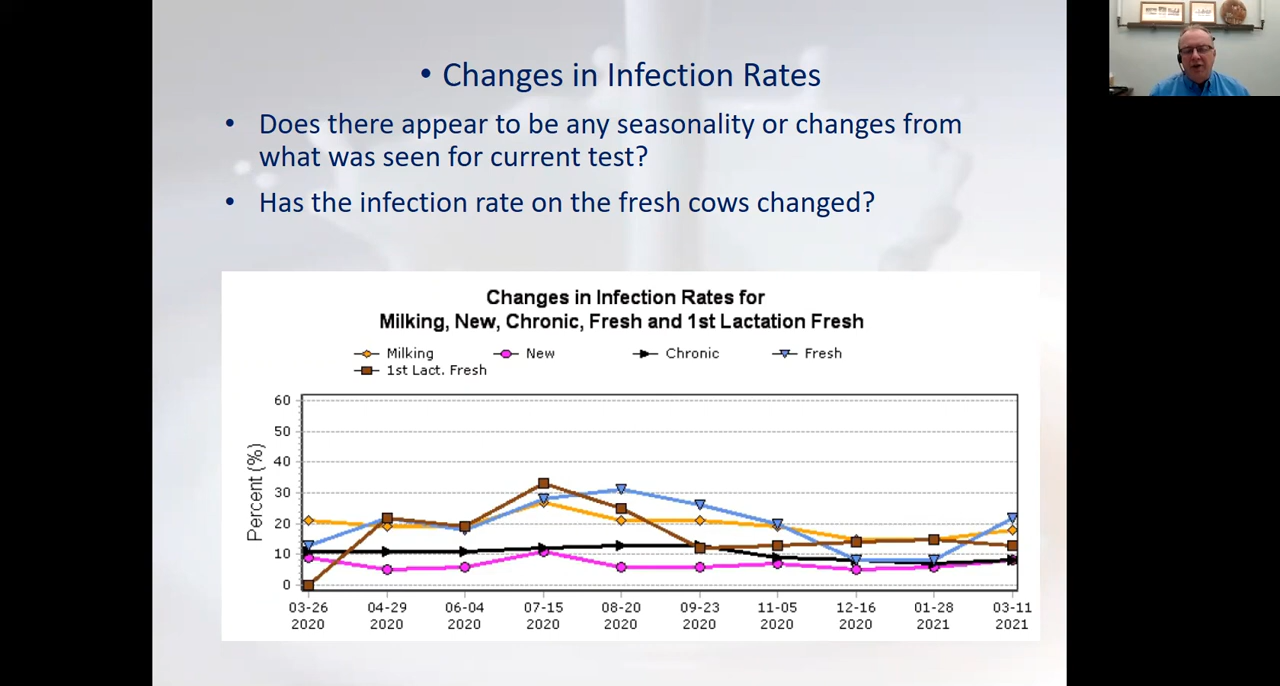 • Changes in Infection Rates
• Does there appear to be any seasonality or changes from
what was seen for current test?
• Has the infection rate on the fresh cows changed?
Changes in Infection Rates for
Milking, New, Chronic, Fresh and 1st Lactation Fresh
Milking New Chronic Fresh
1st Lact. Fresh
Percent (%)
60
50
40
30
20
10
0
03-26 04-29 06-04 07-15 08-20 09-23 11-05 12-16 01-28 03-11
2020 2020 2020 2020 2020 2020 2020 2020 2021 2021